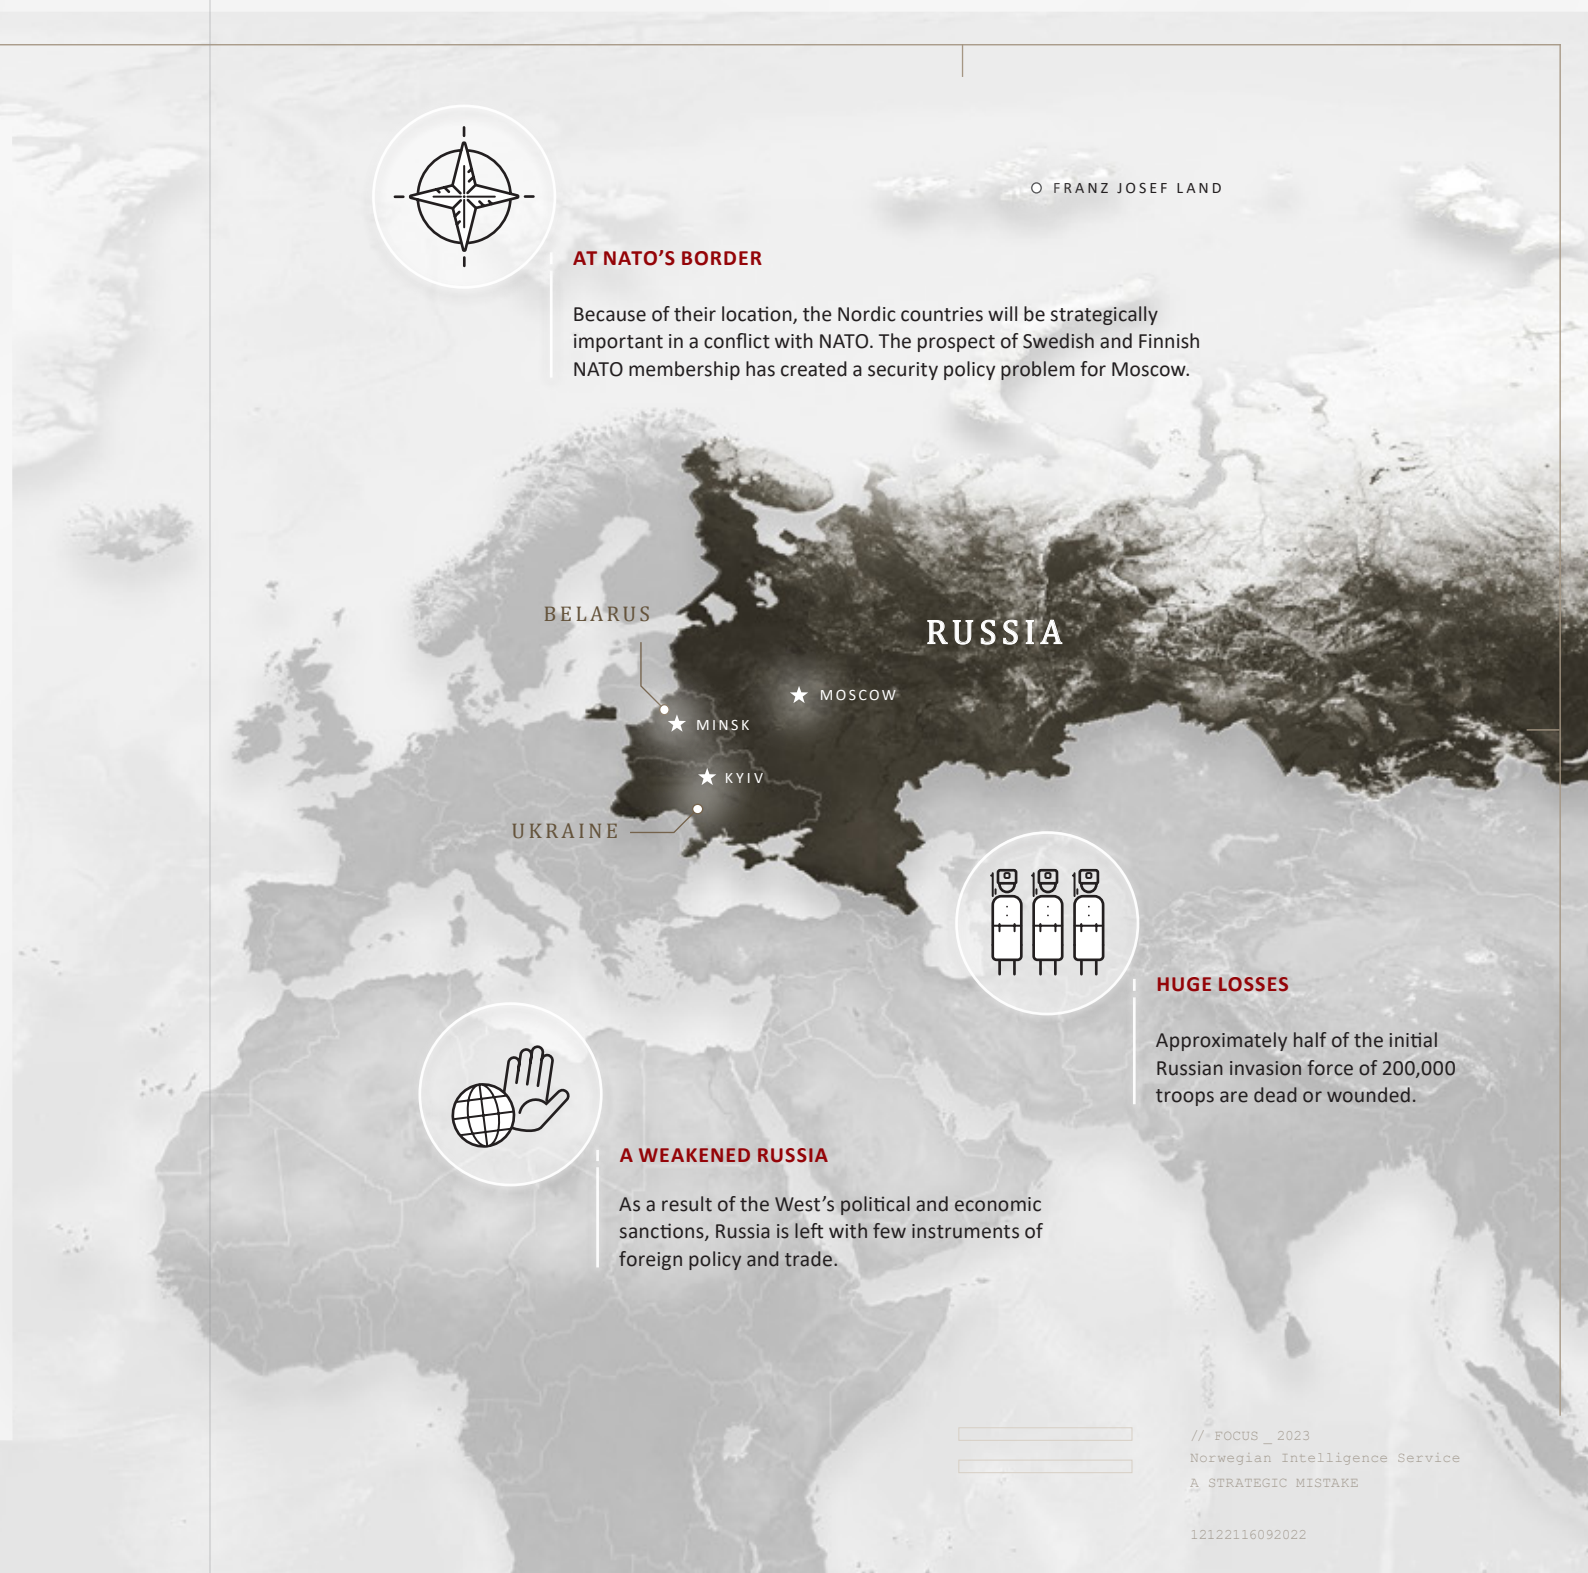 FRANZ JOSEF LAND
AT NATO’S BORDER
Because of their location, the Nordic countries will be strategically
important in a conflict with NATO. The prospect of Swedish and Finnish
NATO membership has created a security policy problem for Moscow.
BELARUS
RUSSIA
MOSCOW
MINSK
KYIV
UKRAINE
HUGE LOSSES
Approximately half of the initial
Russian invasion force of 200,000
troops are dead or wounded.
A WEAKENED RUSSIA
As a result of the West’s political and economic
sanctions, Russia is left with few instruments of
foreign policy and trade.
// FOCUS _ 2023
Norwegian Intelligence Service
A STRATEGIC MISTAKE
12122116092022